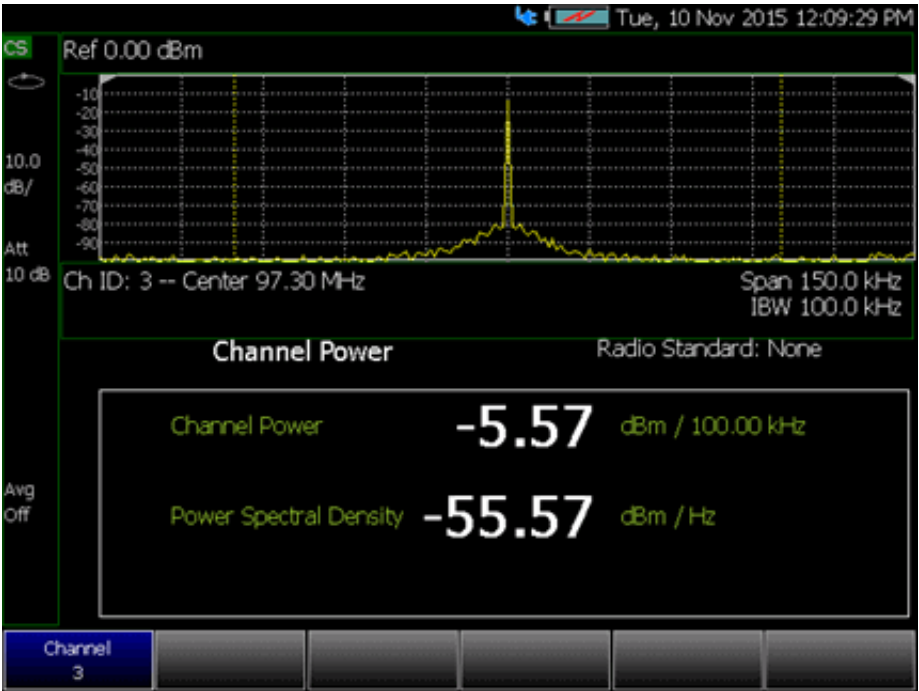 Tue, 10 Nov 2015 12:09:29 PM
CS
Ref 0.00 dBm
-10
-20
-30
-40
-50
-60
-70
-80
-90
10.0
dB/
Att
10 dB
Ch ID: 3 -- Center 97.30 MHz
Span 150.0 kHz
IBW 100.0 kHz
Channel Power
Radio Standard: None
Channel Power -5.57 dBm / 100.00 kHz
Avg
Off
Power Spectral Density -55.57 dBm / Hz
Channel
3